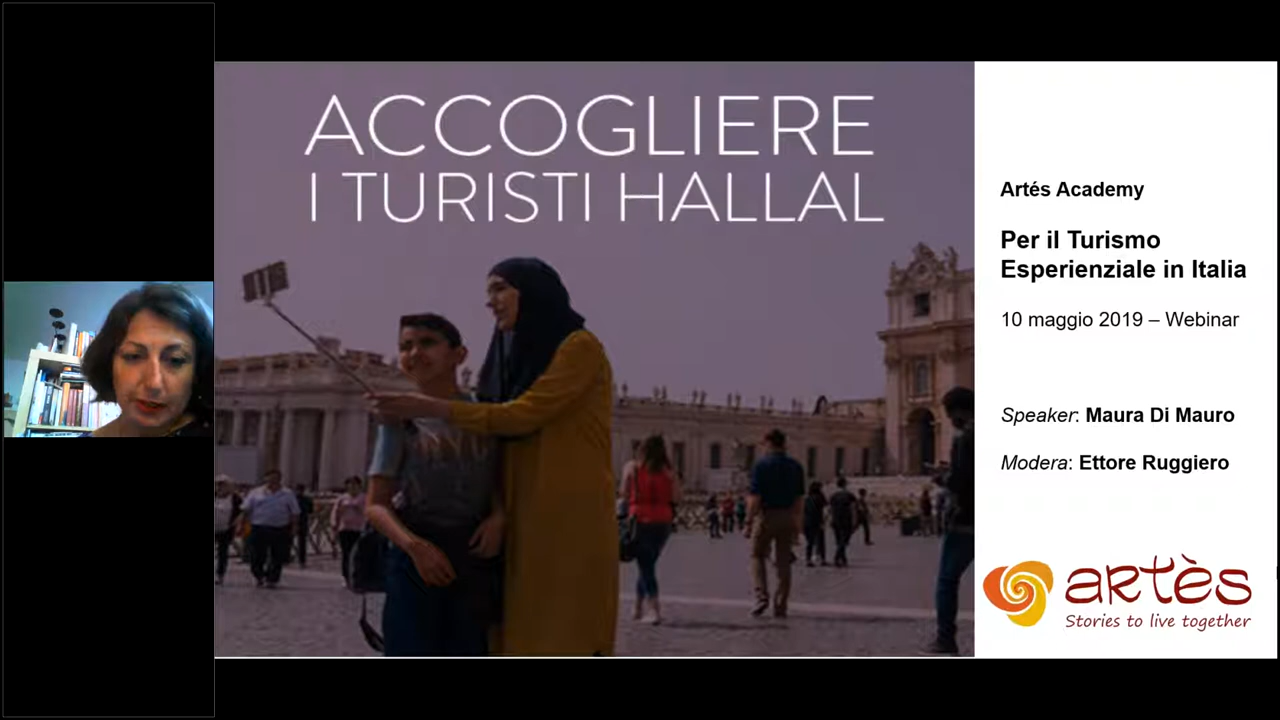 ACCOGLIERE
I TURISTI HALLAL
Artés Academy
Per il Turismo
Esperienziale in Italia
10 maggio 2019 – Webinar
Speaker: Maura Di Mauro
Modera: Ettore Ruggiero
artès
Stories to live together